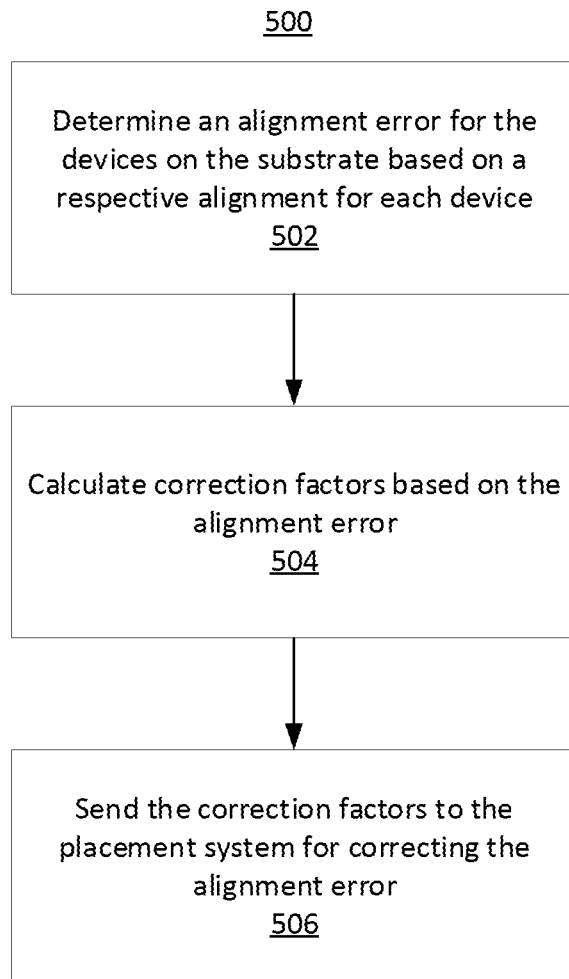 500
Determine an alignment error for the
devices on the substrate based on a
respective alignment for each device
502
Calculate correction factors based on the
alignment error
504
Send the correction factors to the
placement system for correcting the
alignment error
506